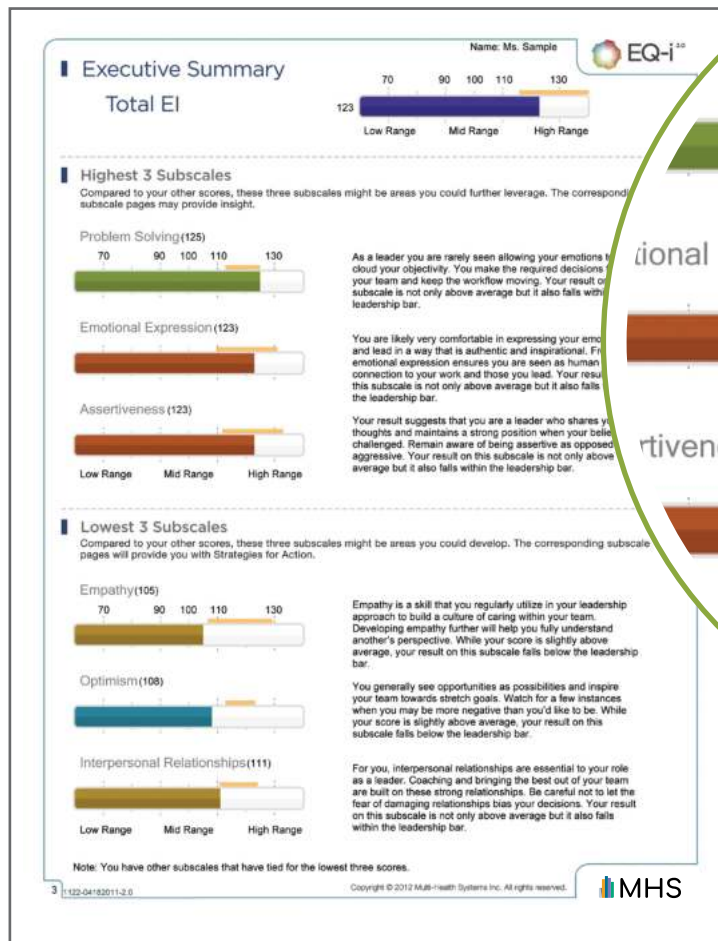 Name: Ms. Sample
EQ-i 2.0
Executive Summary
Total EI
70 90 100 110 130
123
Low Range Mid Range High Range
Highest 3 Subscales
Compared to your other scores, these three subscales might be areas you could further leverage. The correspondi
subscale pages may provide insight.
Problem Solving(125)
70 90 100 110 130
As a leader you are rarely seen allowing your emotions
cloud your objectivity. You make the required decisions
your team and keep the workflow moving. Your result on
subscale is not only above average but it also falls with
leadership bar.
Emotional Expression(123)
You are likely very comfortable in expressing your emo
and lead in a way that is authentic and inspirational.
emotional expression ensures you are seen as human
connection to your work and those you lead. Your resu
this subscale is not only above average but it also falls
the leadership bar.
Assertiveness(123)
Your result suggests that you are a leader who shares
thoughts and maintains a strong position when your
challenged. Remain aware of being assertive as opposed
aggressive. Your result on this subscale is not only above
average but it also falls within the leadership bar.
Low Range Mid Range High Range
tional
rtiven
Lowest 3 Subscales
Compared to your other scores, these three subscales might be areas you could develop. The corresponding subscale
pages will provide you with Strategies for Action.
Empathy(105)
70 90 100 110 130
Empathy is a skill that you regularly utilize in your leadership
approach to build a culture of caring within your team.
Developing empathy further will help you fully understand
another's perspective. While your score is slightly above
average, your result on this subscale falls below the leadership
bar.
Optimism(108)
You generally see opportunities as possibilities and inspire
your team towards stretch goals. Watch for a few instances
when you may be more negative than you'd like to be. While
your score is slightly above average, your result on this
subscale falls below the leadership bar.
Interpersonal Relationships(111)
For you, interpersonal relationships are essential to your role
as a leader. Coaching and bringing the best out of your team
are built on these strong relationships. Be careful not to let the
fear of damaging relationships bias your decisions. Your result
on this subscale is not only above average but it also falls
within the leadership bar.
Low Range Mid Range High Range
Note: You have other subscales that have tied for the lowest three scores.
3 1122-04182011-2.0
Copyright © 2012 Multi-Health Systems Inc. All rights reserved.
MHS